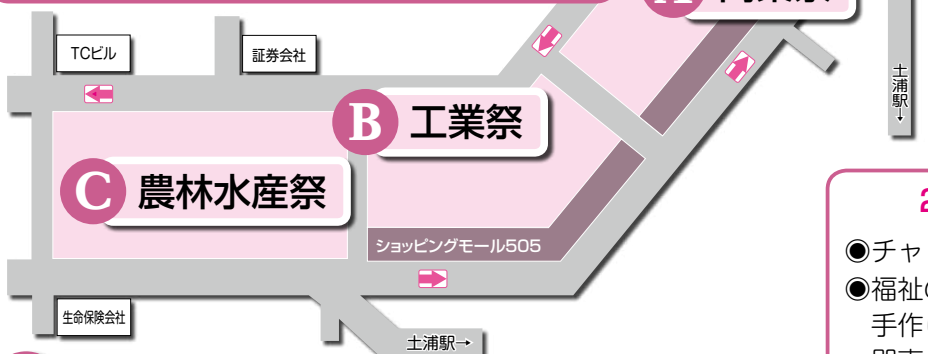 TCビル
証券会社
土浦駅→
B 工業祭
C 農林水産祭
ショッピングモール505
生命保険会社
土浦駅→
◉チャ
◉福祉
手作